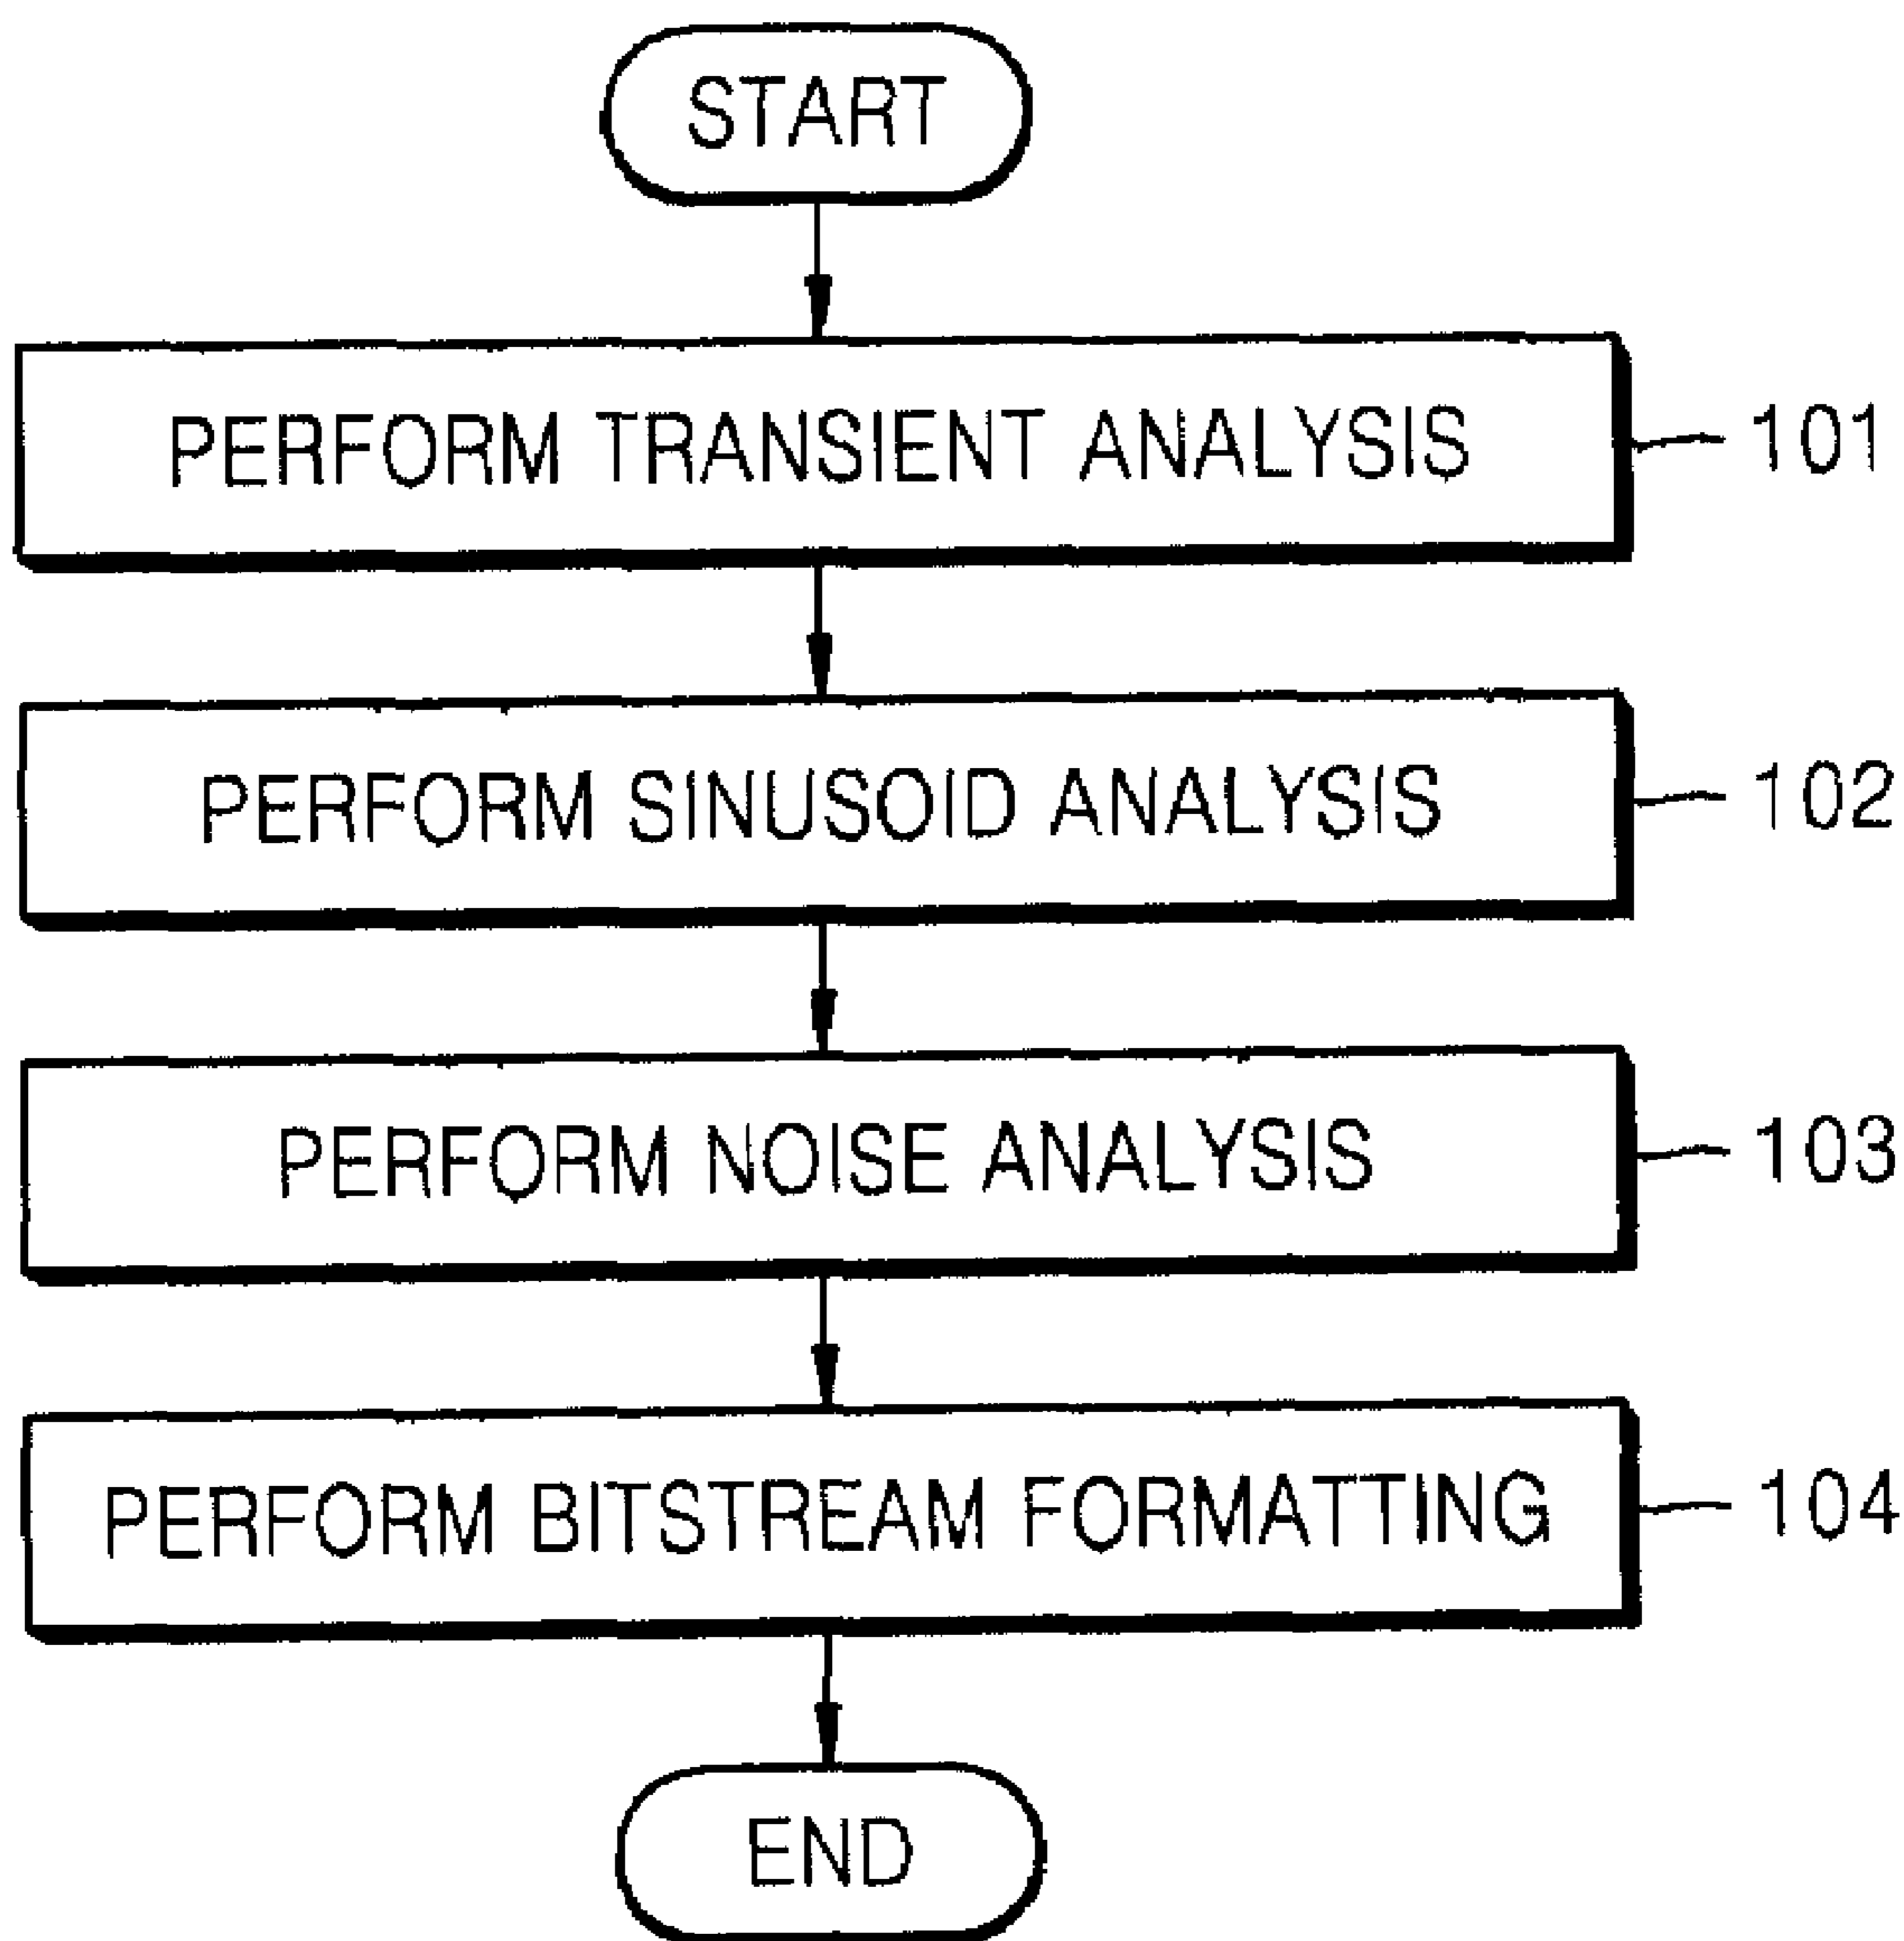 START
PERFORM TRANSIENT ANALYSIS
101
PERFORM SINUSOID ANALYSIS
102
PERFORM NOISE ANALYSIS
103
PERFORM BITSTREAM FORMATTING
104
END